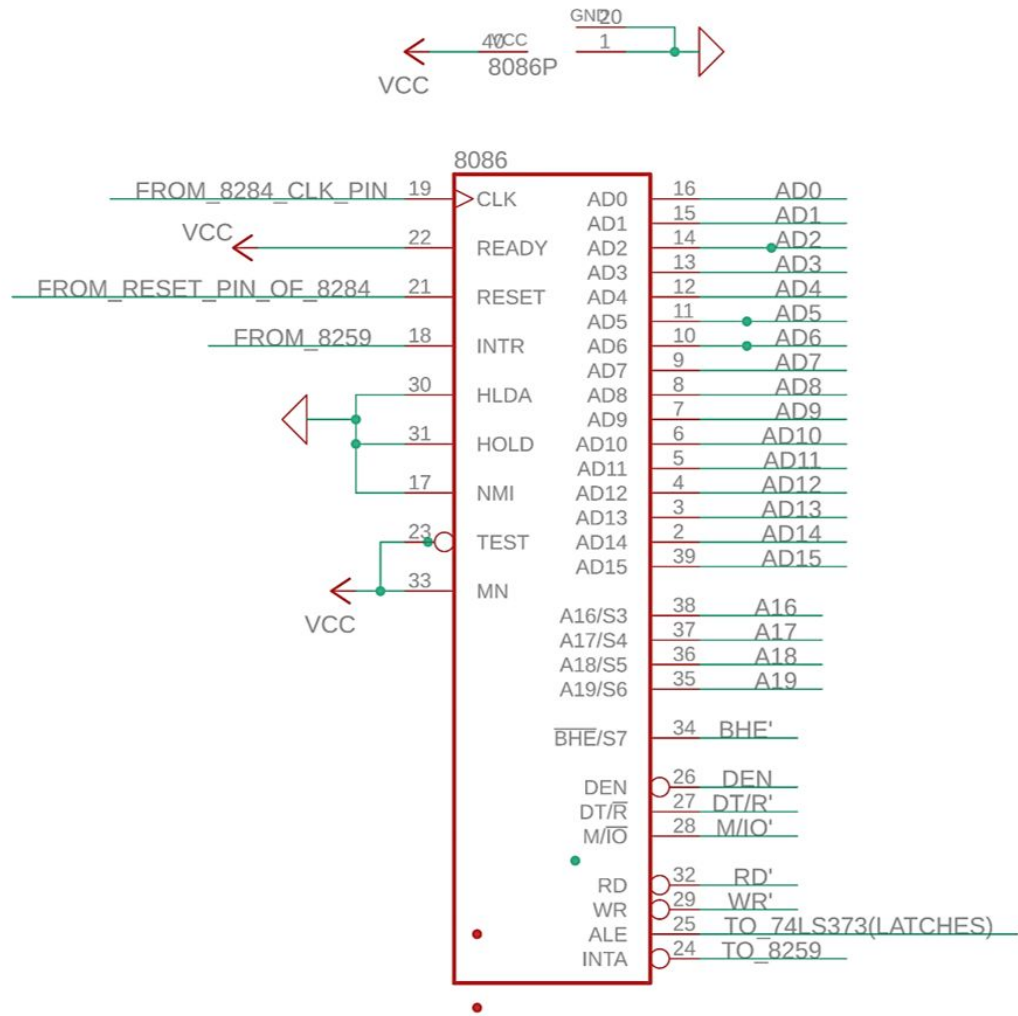 GND 20
40 VCC 1
8086P
VCC
8086
FROM_8284_CLK_PIN 19 CLK AD0 16 AD0
AD1 15 AD1
VCC 22 READY AD2 14 AD2
AD3 13 AD3
FROM_RESET_PIN_OF_8284 21 RESET AD4 12 AD4
AD5 11 AD5
FROM_8259 18 INTR AD6 10 AD6
AD7 9 AD7
30 HLDA AD8 8 AD8
AD9 7 AD9
31 HOLD AD10 6 AD10
AD11 5 AD11
17 NMI AD12 4 AD12
AD13 3 AD13
23 TEST AD14 2 AD14
AD15 39 AD15
33 MN
VCC
A16/S3 38 A16
A17/S4 37 A17
A18/S5 36 A18
A19/S6 35 A19
BHE/S7 34 BHE'
DEN 26 DEN
DT/R 27 DT/R'
M/IO 28 M/IO'
RD 32 RD'
WR 29 WR'
ALE 25 TO_74LS373(LATCHES)
INTA 24 TO_8259